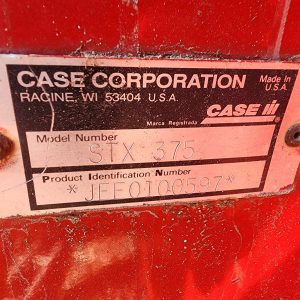 CASE CORPORATION Made In
RACINE, WI 53404 U.S.A. U.S.A.
CASE IH
Marca Registrada
Model Number
STX 375
Product Identification Number
*JEE0100597*